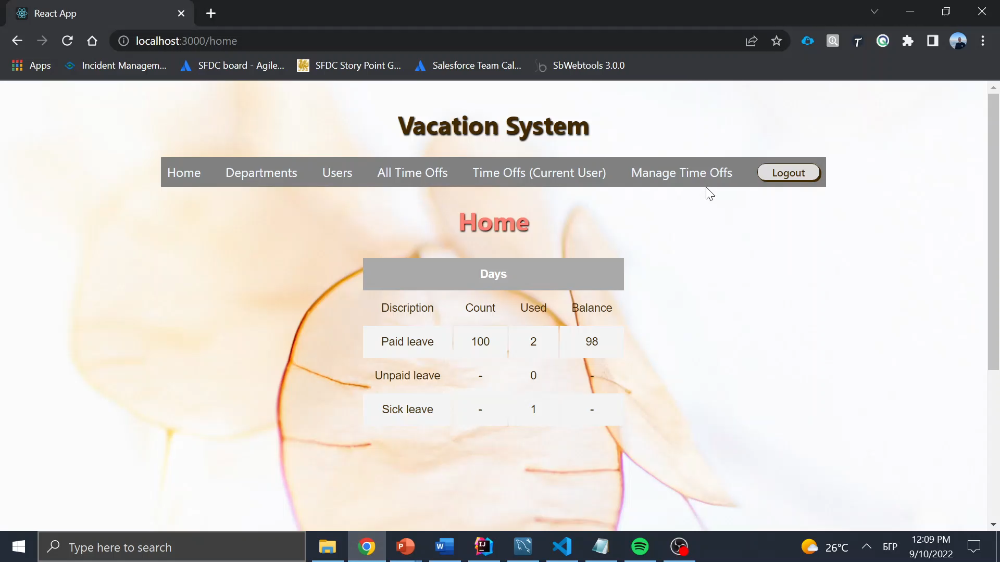 React App
localhost:3000/home
Apps
Incident Managem...
SFDC board - Agile...
SFDC Story Point G...
Salesforce Team Cal...
SbWebtools 3.0.0
Vacation System
Home Departments Users All Time Offs Time Offs (Current User) Manage Time Offs Logout
Home
Days
Discription Count Used Balance
Paid leave 100 2 98
Unpaid leave - 0 -
Sick leave - 1 -
Type here to search
26°C
БГР
12:09 PM
9/10/2022